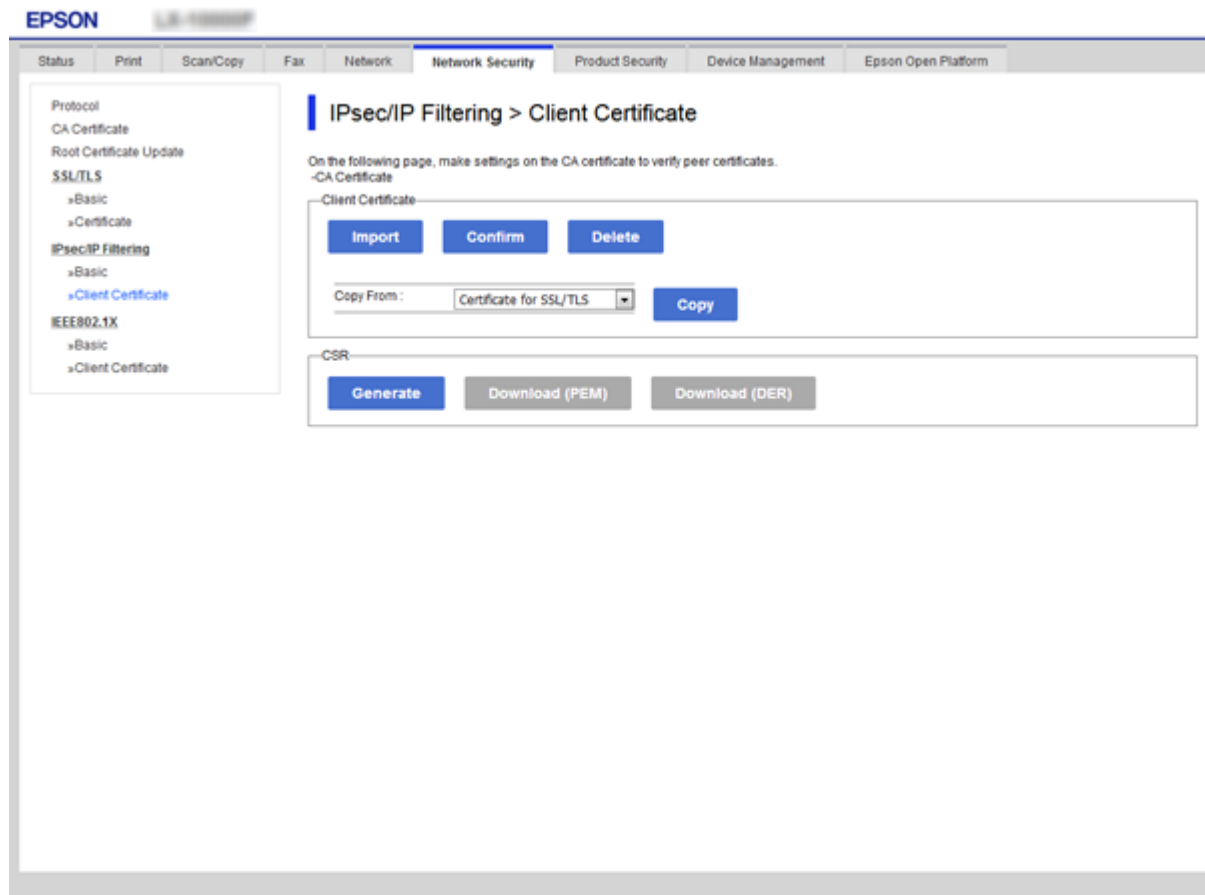 EPSON
Status Print Scan/Copy Fax Network Network Security Product Security Device Management Epson Open Platform
Protocol
CA Certificate
Root Certificate Update
SSL/TLS
»Basic
»Certificate
IPsec/IP Filtering
»Basic
»Client Certificate
IEEE802.1X
»Basic
»Client Certificate
IPsec/IP Filtering > Client Certificate
On the following page, make settings on the CA certificate to verify peer certificates.
-CA Certificate
Client Certificate
Import Confirm Delete
Copy From : Certificate for SSL/TLS Copy
CSR
Generate Download (PEM) Download (DER)